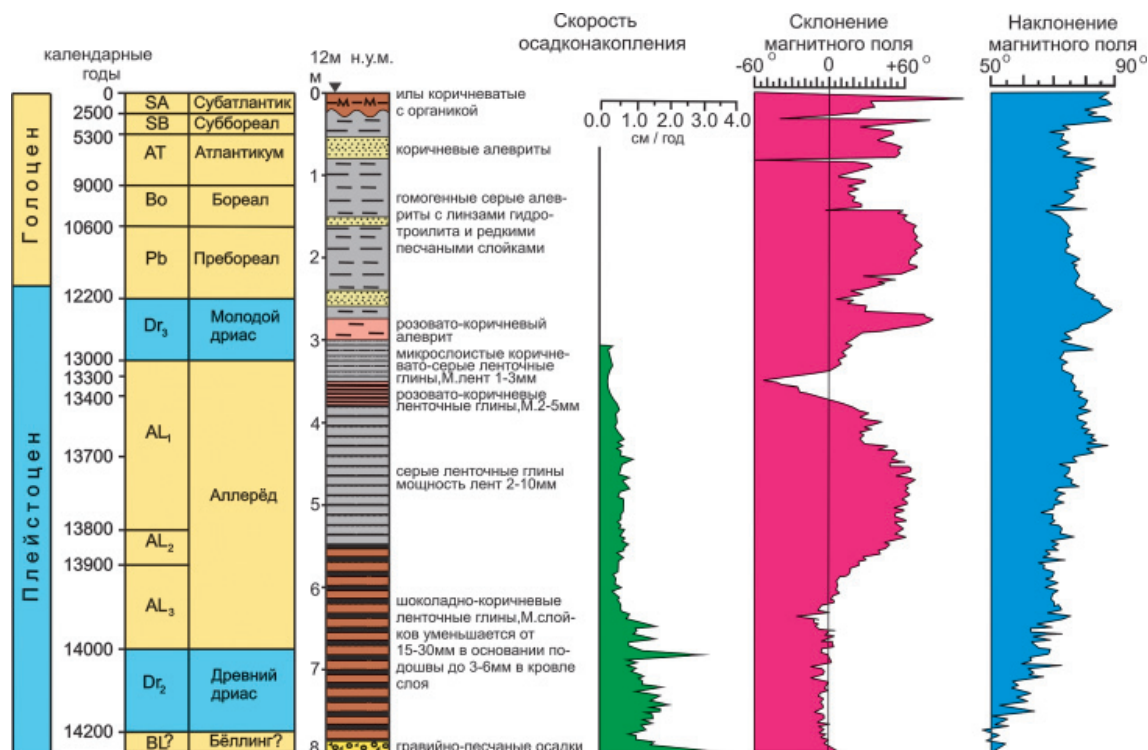 Скорость
осадконакопления
Склонение
магнитного поля
Наклонение
магнитного поля
календарные
годы
12м н.у.м.
м
-60°
0
+60°
50°
90°
0
2500
5300
9000
10600
12200
13000
13300
13400
13700
13800
13900
14000
14200
Голоцен
Плейстоцен
SA
Субатлантик
SB
Суббореал
AT
Атлантикум
Bo
Бореал
Pb
Пребореал
Dr₃
Молодой
дриас
AL₁
AL₂
AL₃
Аллерёд
Dr₂
Древний
дриас
BL?
Бёллинг?
0
1
2
3
4
5
6
7
8
М М
илы коричневатые
с органикой
коричневые алевриты
гомогенные серые алев-
риты с линзами гидро-
троилита и редкими
песчаными слойками
розовато-коричневый
алеврит
микрослоистые коричне-
вато-серые ленточные
глины,М.лент 1-3мм
розовато-коричневые
ленточные глины,М.2-5мм
серые ленточные глины
мощность лент 2-10мм
шоколадно-коричневые
ленточные глины,М.слой-
ков уменьшается от
15-30мм в основании по-
дошвы до 3-6мм в кровле
слоя
гравийно-песчаные осадки
0.0 1.0 2.0 3.0 4.0
см / год